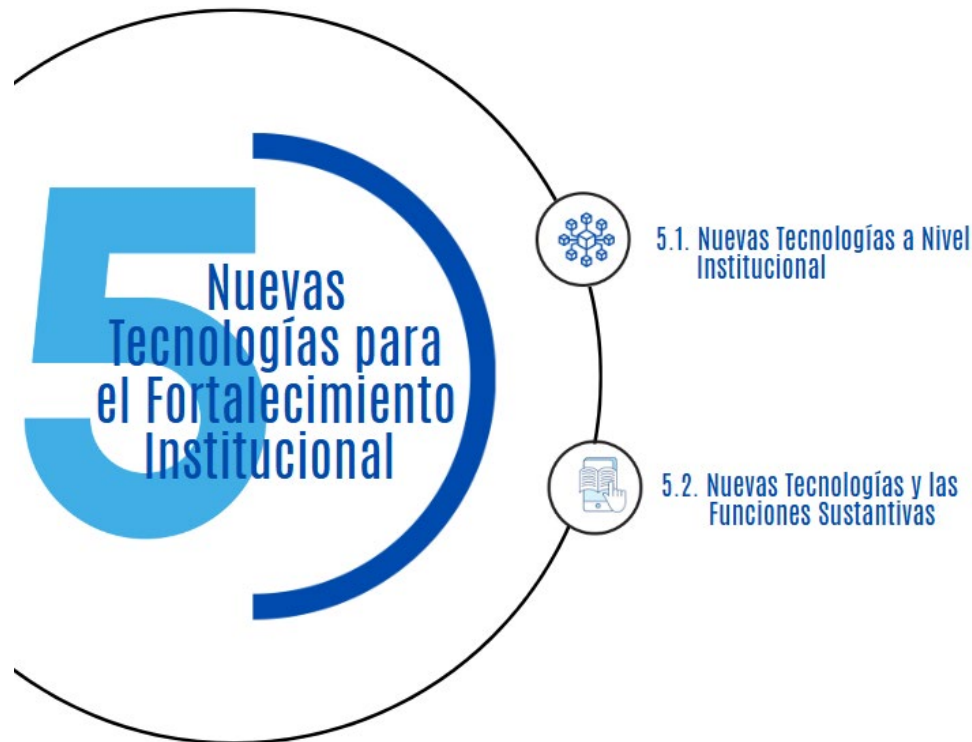 5
Nuevas
Tecnologías para
el Fortalecimiento
Institucional
5.1. Nuevas Tecnologías a Nivel
Institucional
5.2. Nuevas Tecnologías y las
Funciones Sustantivas